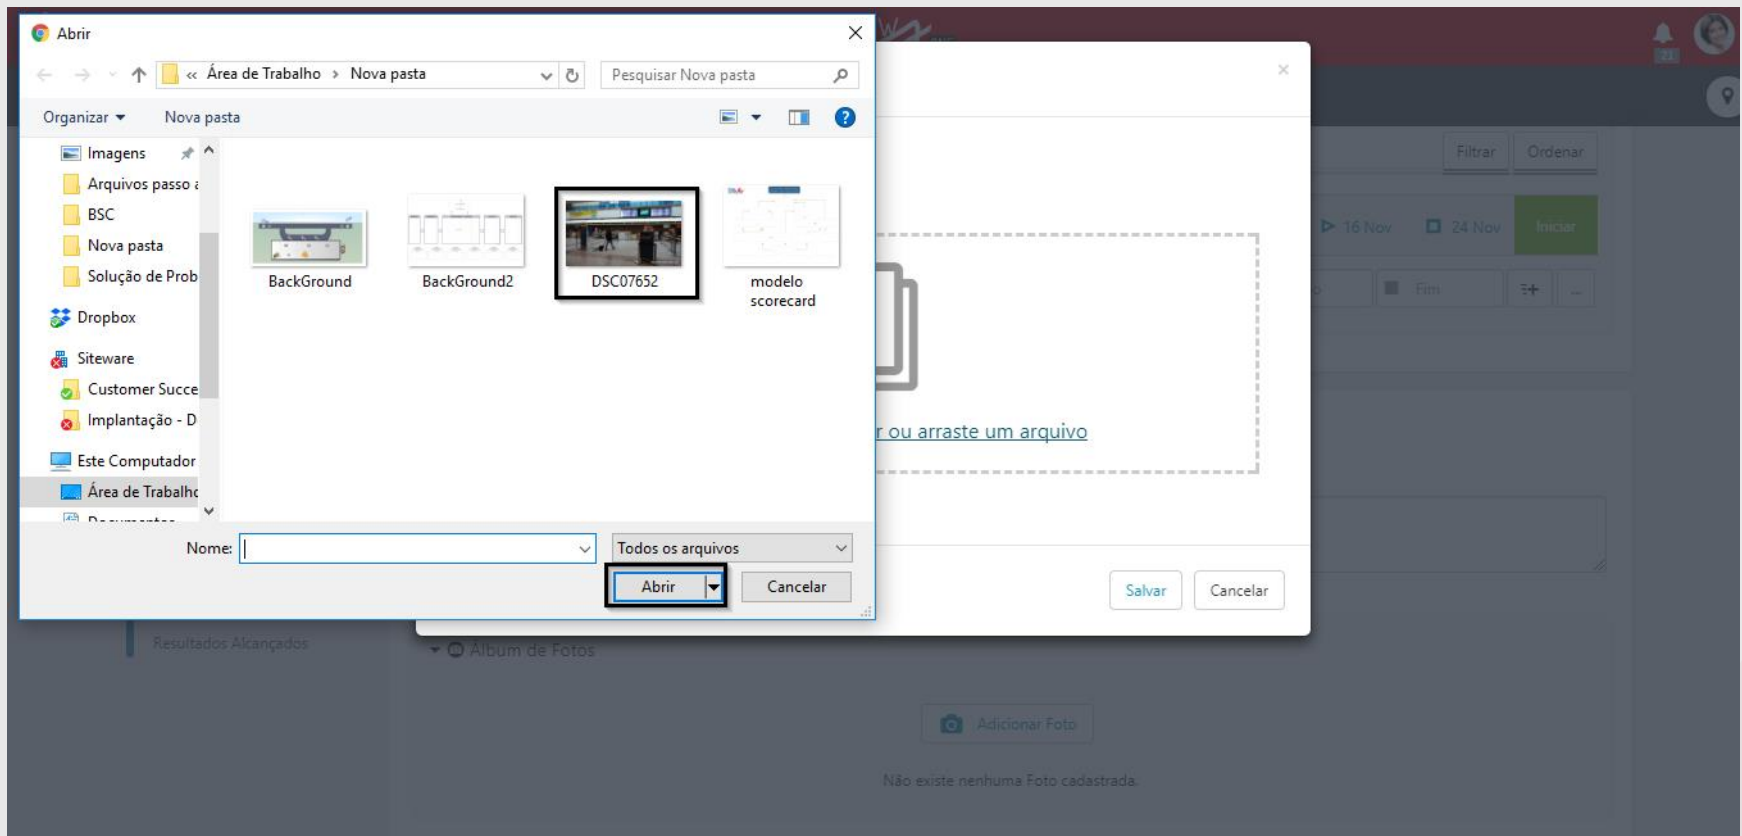 Abrir
« Área de Trabalho › Nova pasta
Pesquisar Nova pasta
Organizar
Nova pasta
Imagens
Arquivos passo a
BSC
Nova pasta
Solução de Prob
Dropbox
Siteware
Customer Succe
Implantação - D
Este Computador
Área de Trabalho
Documentos
BackGround
BackGround2
DSC07652
modelo
scorecard
Nome:
Todos os arquivos
Abrir
Cancelar
21
Filtrar
Ordenar
16 Nov
24 Nov
Iniciar
Fim
...
r ou arraste um arquivo
Salvar
Cancelar
Resultados Alcançados
Álbum de Fotos
Adicionar Foto
Não existe nenhuma Foto cadastrada.